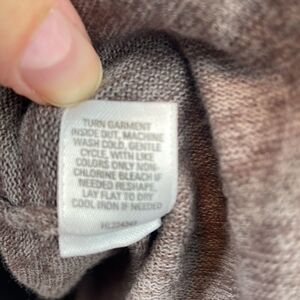 TURN GARMENT
INSIDE OUT, MACHINE
WASH COLD, GENTLE
CYCLE, WITH LIKE
COLORS ONLY NON-
CHLORINE BLEACH IF
NEEDED RESHAPE,
LAY FLAT TO DRY
COOL IRON IF NEEDED